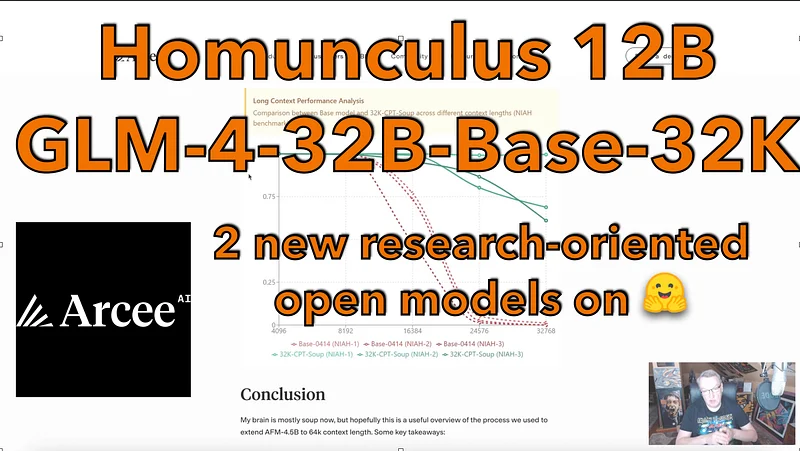 Homunculus 12B
Long Context Performance Analysis
Comparison between Base model and 32K-CPT-Soup across different context lengths (NIAH
GLM-4-32B-Base-32K
0.75
2 new research-oriented
open models on 🤗
0.25
0
4096 8192 16384 24576 32768
Base-0414 (NIAH-1) Base-0414 (NIAH-2) Base-0414 (NIAH-3)
32K-CPT-Soup (NIAH-1) 32K-CPT-Soup (NIAH-2) 32K-CPT-Soup (NIAH-3)
Arcee AI
Conclusion
My brain is mostly soup now, but hopefully this is a useful overview of the process we used to
extend AFM-4.5B to 64k context length. Some key takeaways: